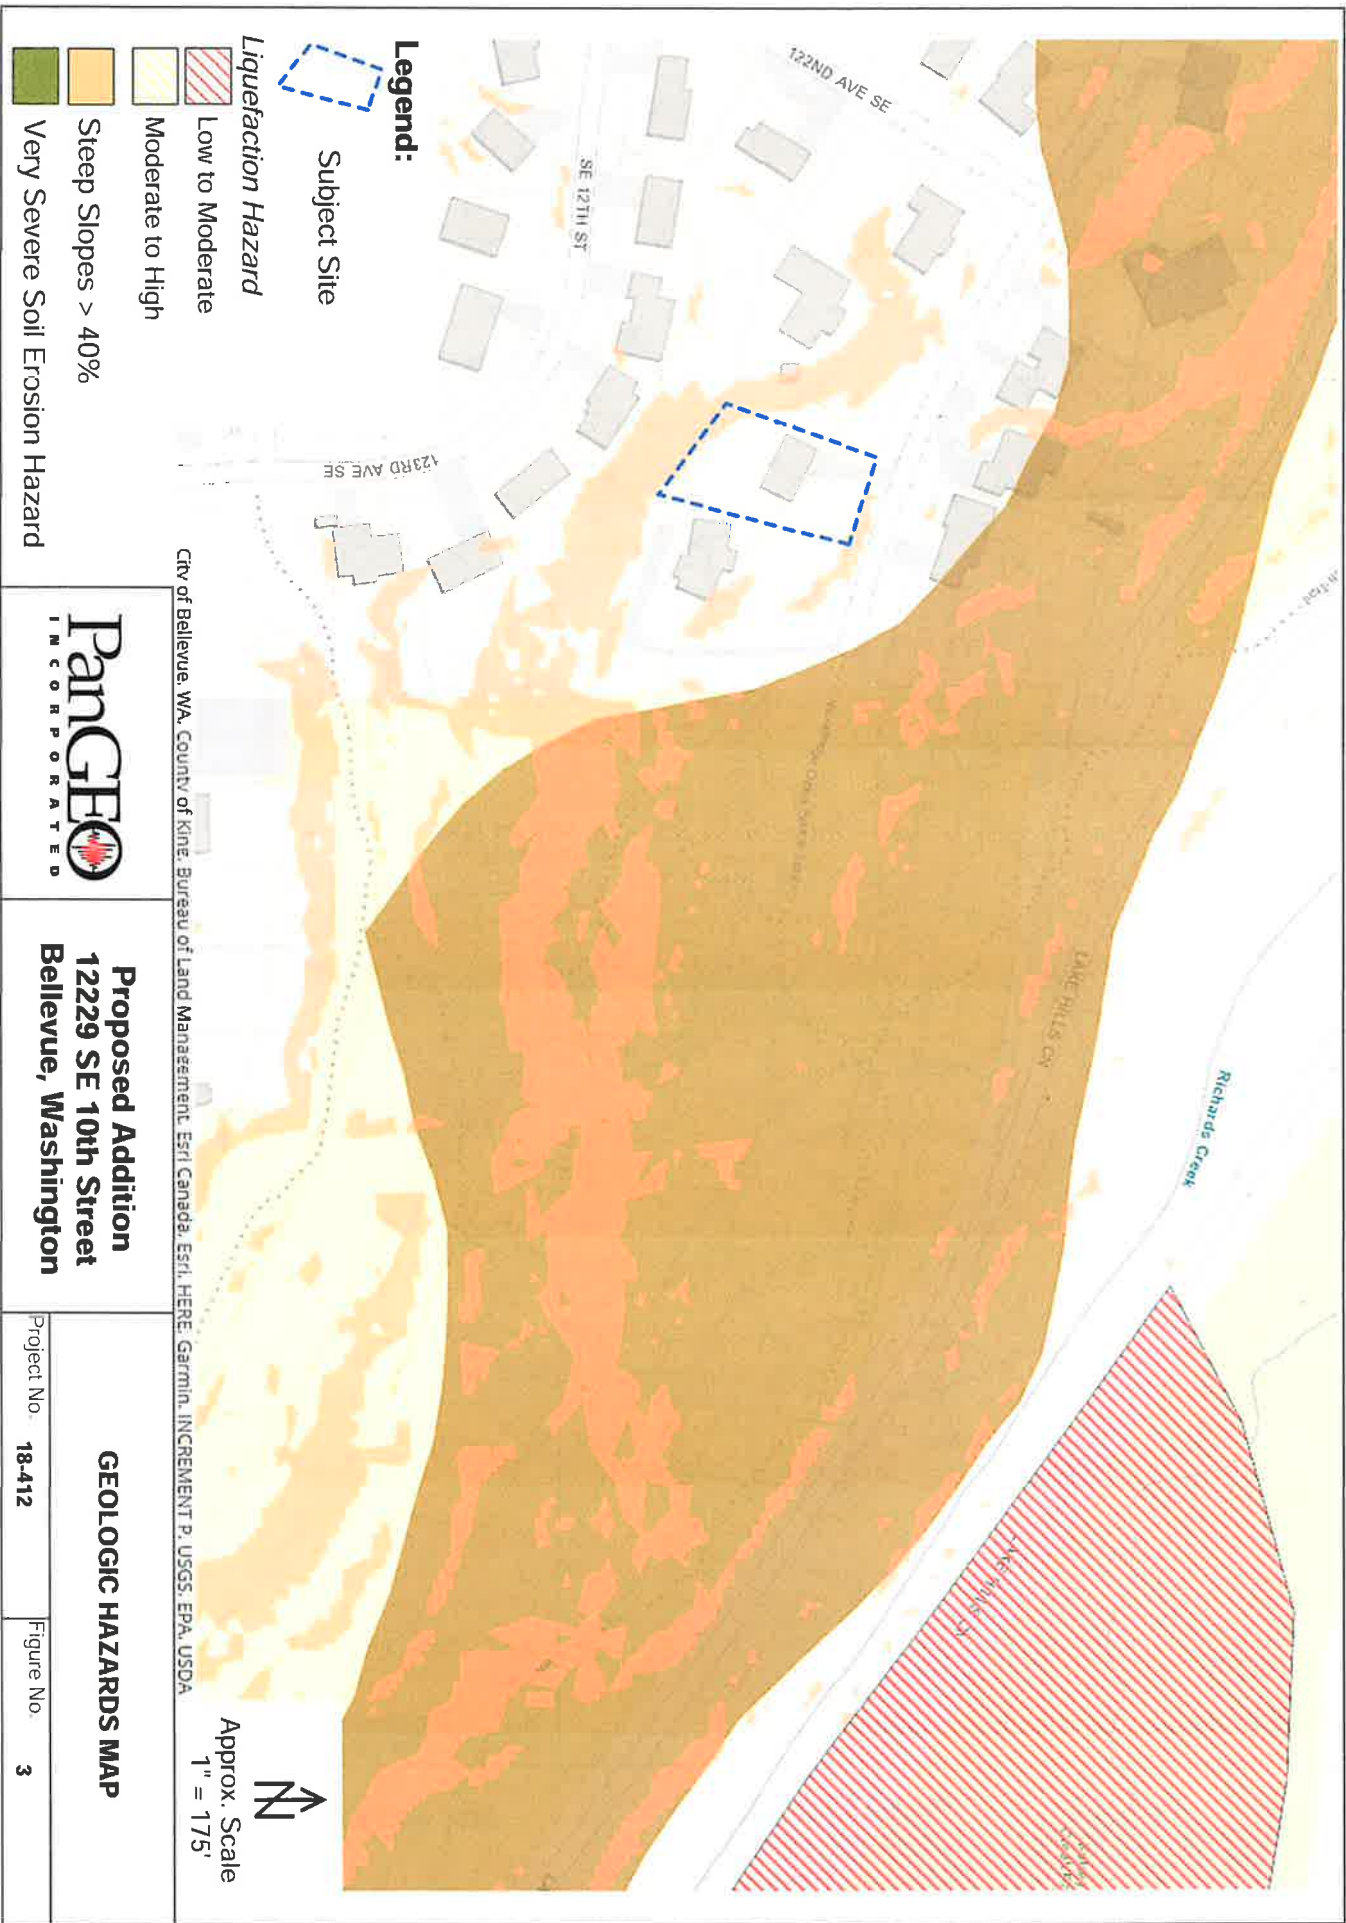 122ND AVE SE
SE 12TH ST
123RD AVE SE
LAKE HILLS CN
Richards Creek
LAKE HILLS CN
Legend:
Subject Site
Liquefaction Hazard
Low to Moderate
Moderate to High
Steep Slopes > 40%
Very Severe Soil Erosion Hazard
Approx. Scale
1" = 175'
N
City of Bellevue, WA, County of King, Bureau of Land Management, Esri Canada, Esri, HERE, Garmin, INCREMENT P, USGS, EPA, USDA
PanGEO
INCORPORATED
Proposed Addition
12229 SE 10th Street
Bellevue, Washington
GEOLOGIC HAZARDS MAP
Project No. 18-412
Figure No. 3